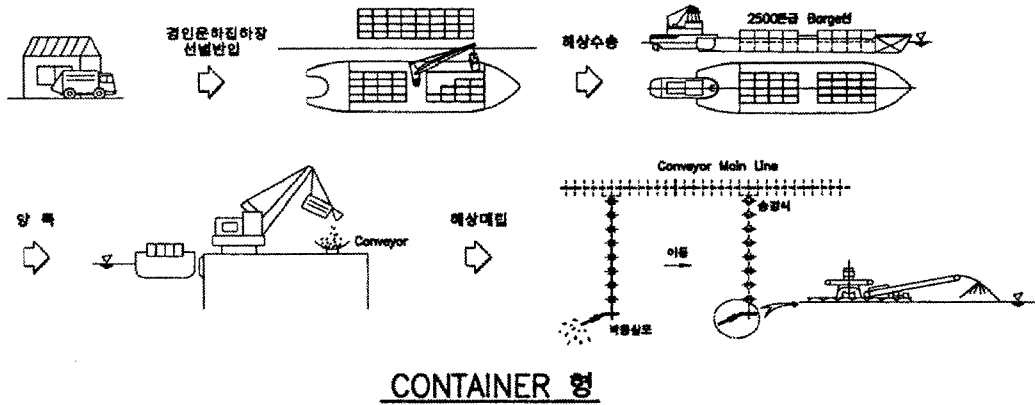 경인운하집하장
선별반입
해상수송
2500톤급 Barge선
양 륙
Conveyor
해상매립
Conveyor Main Line
이동
CONTAINER 형